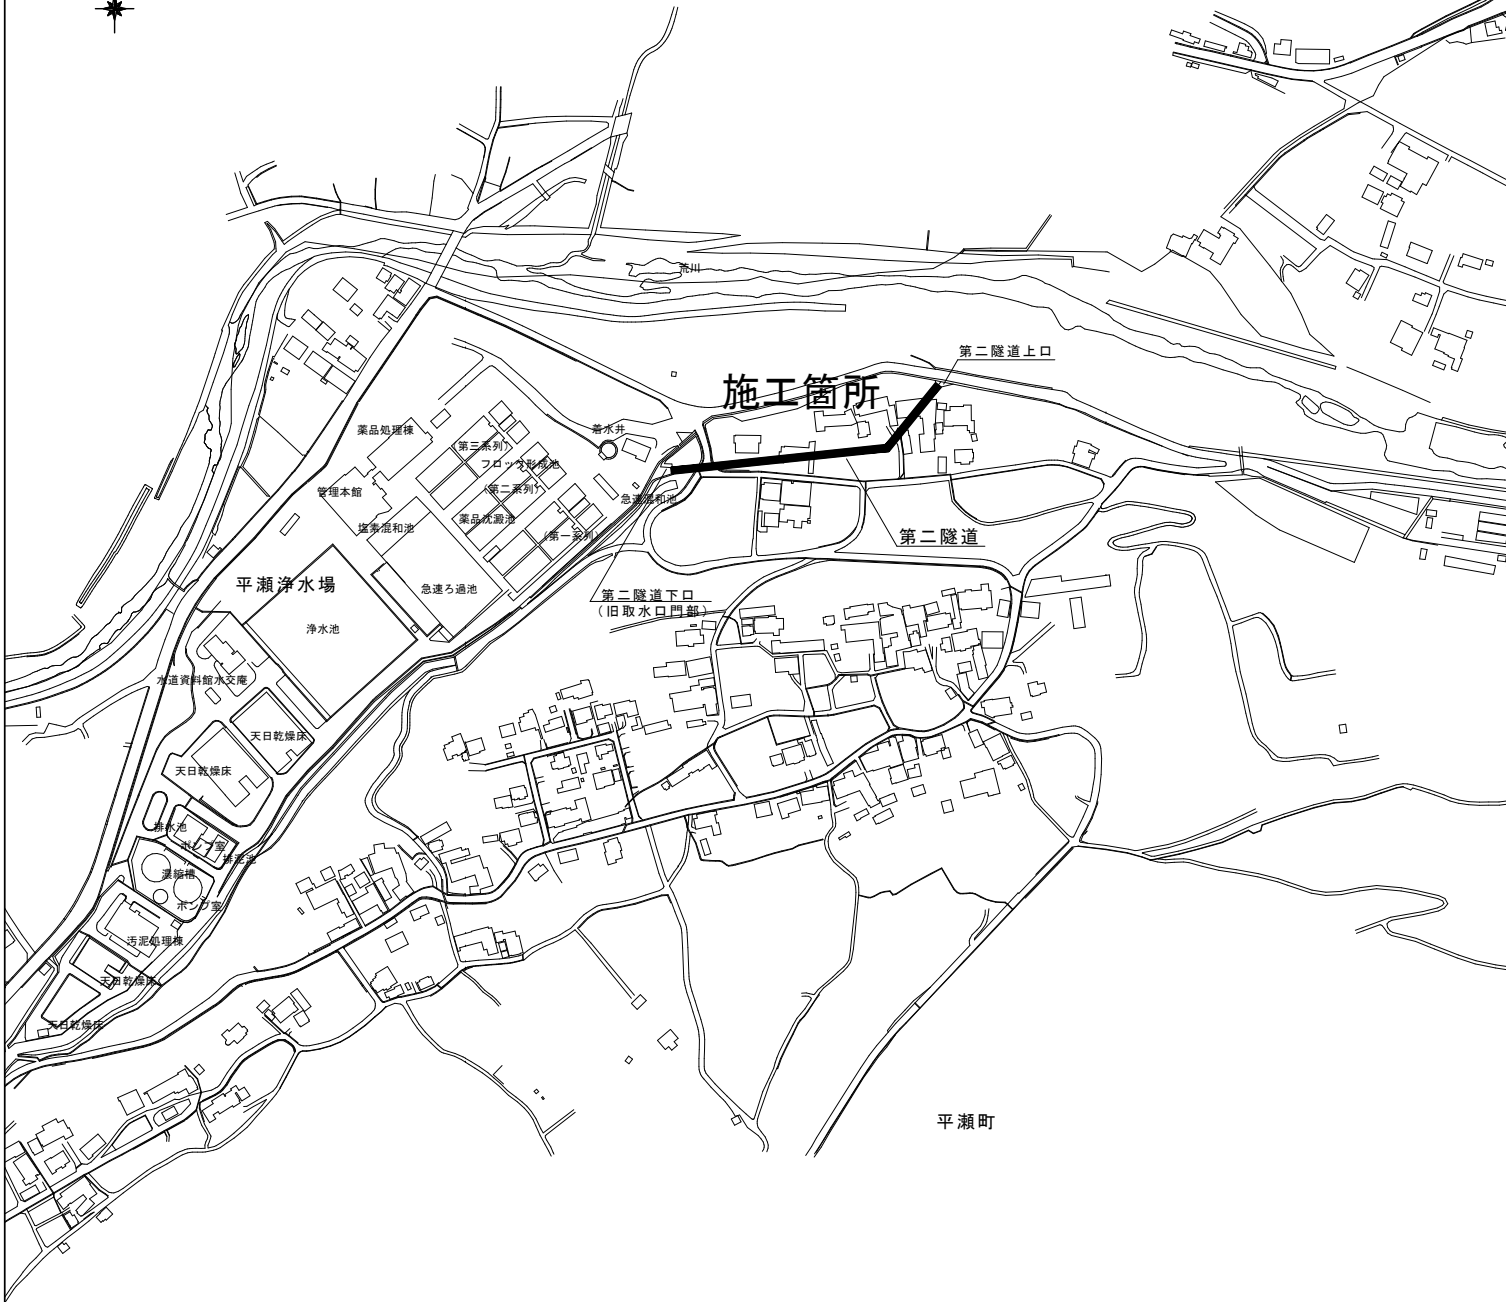 荒川
第二隧道上口
施工箇所
着水井
薬品処理棟
（第三系列）
フロック形成池
管理本館
（第二系列）
急速混和池
薬品沈澱池
塩素混和池
（第一系列）
第二隧道
平瀬浄水場
急速ろ過池
第二隧道下口
（旧取水口門部）
浄水池
水道資料館水交庵
天日乾燥床
天日乾燥床
排水池
ポンプ室
排泥池
濃縮槽
ポンプ室
汚泥処理棟
天日乾燥床
天日乾燥床
平瀬町